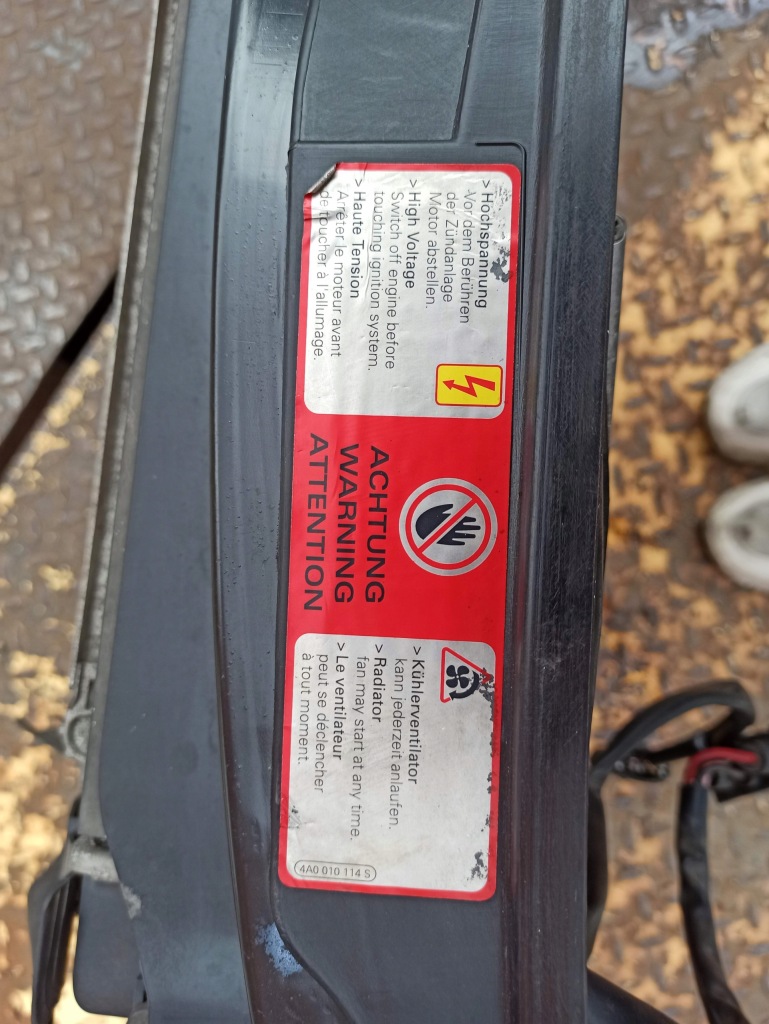 > Hochspannung
-Vor dem Berühren
der Zündanlage
Motor abstellen.
> High Voltage
Switch off engine before
touching ignition system.
> Haute Tension
Arrêter le moteur avant
de toucher à l'allumage.
ACHTUNG
WARNING
ATTENTION
> Kühlerventilator
kann jederzeit anlaufen.
> Radiator
fan may start at any time.
> Le ventilateur
peut se déclencher
à tout moment.
4A0 010 114 S